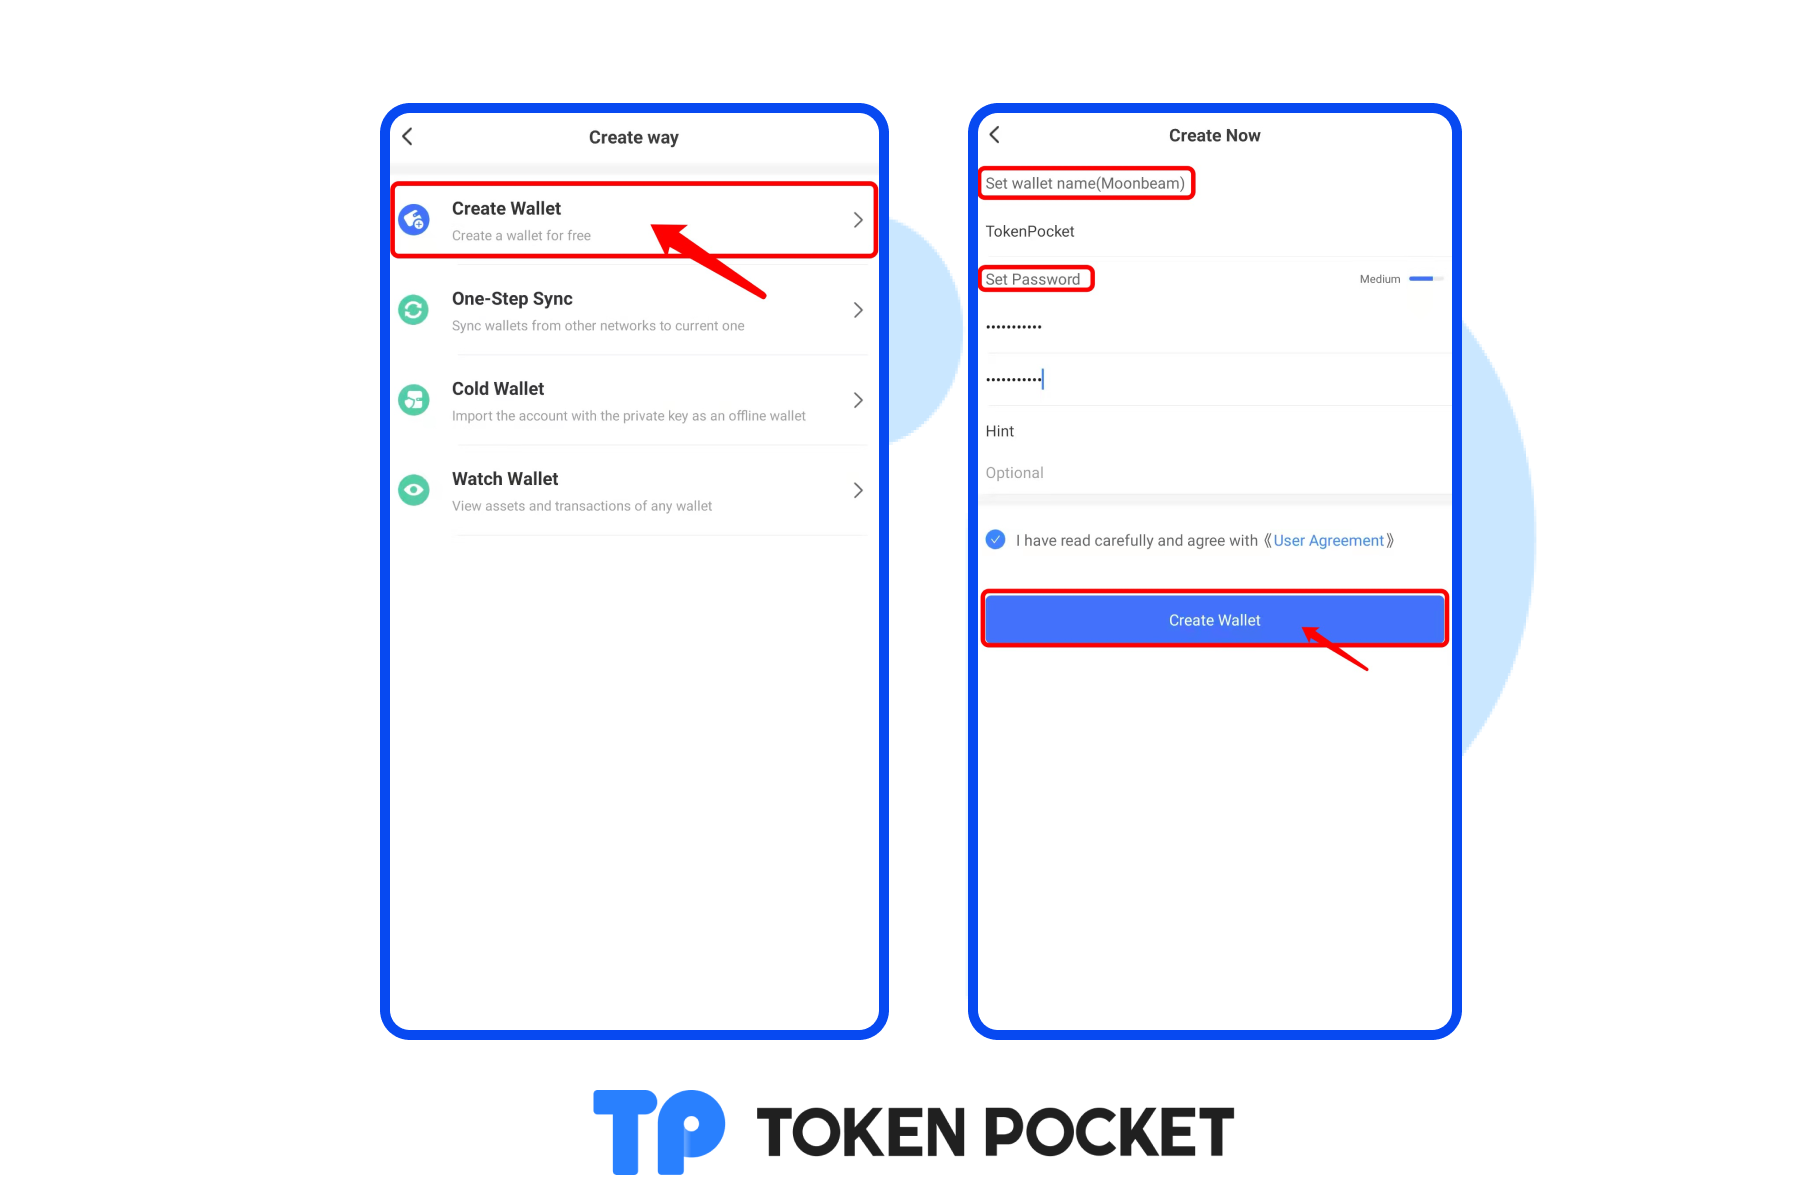 Create way
Create Wallet
Create a wallet for free
One-Step Sync
Sync wallets from other networks to current one
Cold Wallet
Import the account with the private key as an offline wallet
Watch Wallet
View assets and transactions of any wallet
Create Now
Set wallet name(Moonbeam)
TokenPocket
Set Password
Medium
•••••••••••
•••••••••••
Hint
Optional
I have read carefully and agree with 《User Agreement》
Create Wallet
TP TOKEN POCKET